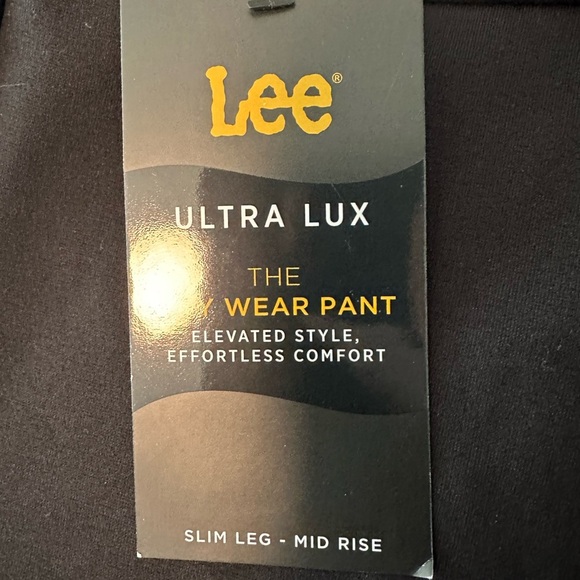 Lee®
ULTRA LUX
THE
WEAR PANT
ELEVATED STYLE,
EFFORTLESS COMFORT
SLIM LEG - MID RISE